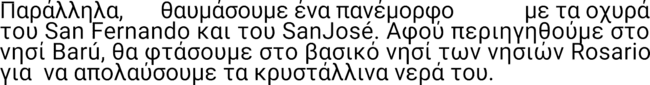 Παράλληλα, θαυμάσουμε ένα πανέμορφο με τα οχυρά
του San Fernando και του SanJosé. Αφού περιηγηθούμε στο
νησί Barú, θα φτάσουμε στο βασικό νησί των νησιών Rosario
για να απολαύσουμε τα κρυστάλλινα νερά του.